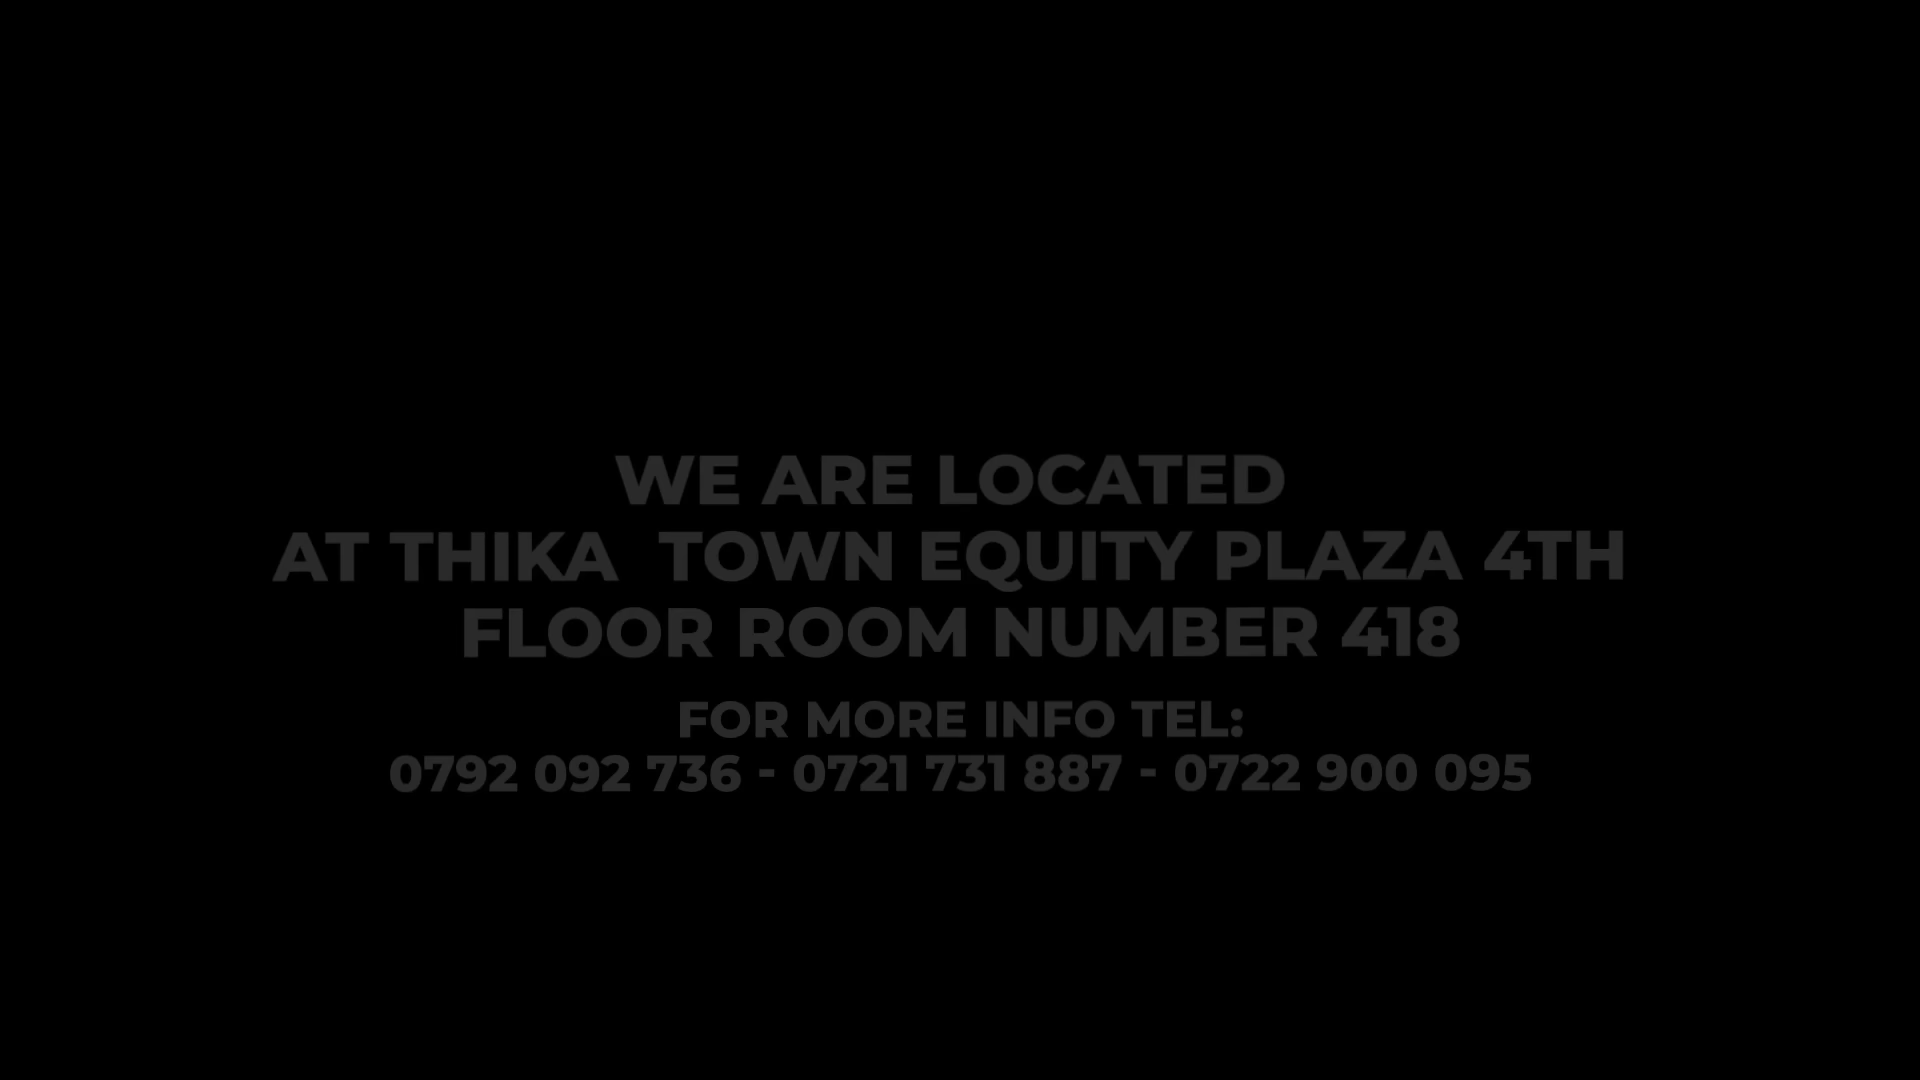 WE ARE LOCATED
AT THIKA  TOWN EQUITY PLAZA 4TH
FLOOR ROOM NUMBER 418
FOR MORE INFO TEL:
0792 092 736 - 0721 731 887 - 0722 900 095